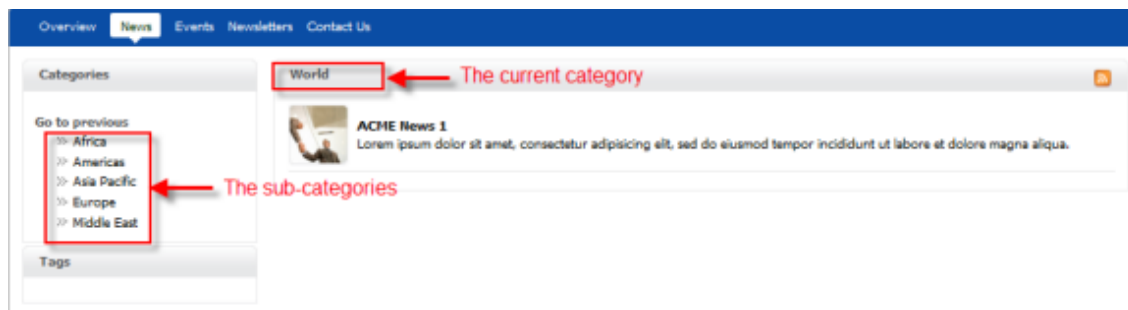 Overview News Events Newsletters Contact Us
Categories
World
The current category
Go to previous
» Africa
» Americas
» Asia Pacific
» Europe
» Middle East
The sub-categories
ACME News 1
Lorem ipsum dolor sit amet, consectetur adipisicing elit, sed do eiusmod tempor incididunt ut labore et dolore magna aliqua.
Tags